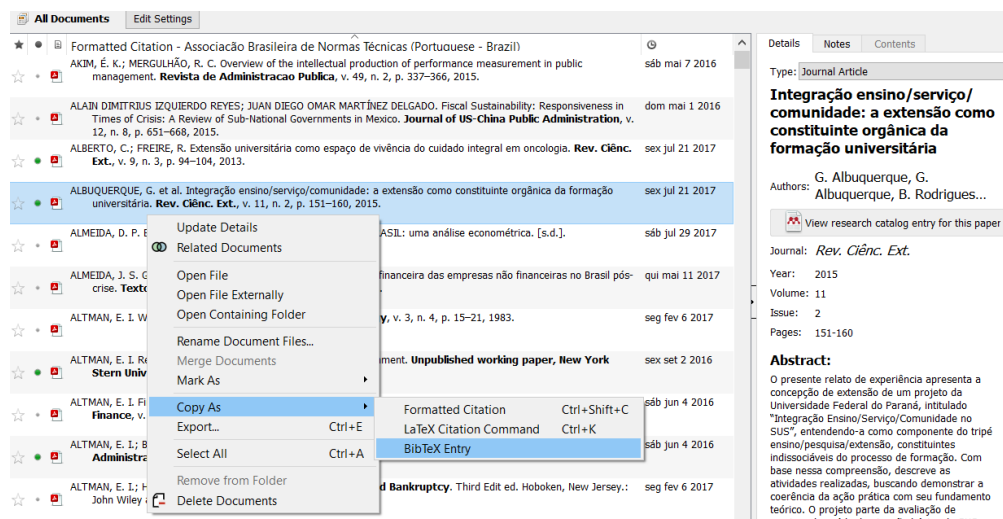 All Documents Edit Settings
Formatted Citation - Associação Brasileira de Normas Técnicas (Portuguese - Brazil)
AKIM, É. K.; MERGULHÃO, R. C. Overview of the intellectual production of performance measurement in public sáb mai 7 2016
management. Revista de Administracao Publica, v. 49, n. 2, p. 337–366, 2015.
ALAIN DIMITRIUS IZQUIERDO REYES; JUAN DIEGO OMAR MARTÍNEZ DELGADO. Fiscal Sustainability: Responsiveness in dom mai 1 2016
Times of Crisis: A Review of Sub-National Governments in Mexico. Journal of US-China Public Administration, v.
12, n. 8, p. 651–668, 2015.
ALBERTO, C.; FREIRE, R. Extensão universitária como espaço de vivência do cuidado integral em oncologia. Rev. Ciênc. sex jul 21 2017
Ext., v. 9, n. 3, p. 94–104, 2013.
ALBUQUERQUE, G. et al. Integração ensino/serviço/comunidade: a extensão como constituinte orgânica da formação sex jul 21 2017
universitária. Rev. Ciênc. Ext., v. 11, n. 2, p. 151–160, 2015.
ALMEIDA, D. P. ASIL: uma análise econométrica. [s.d.]. sáb jul 29 2017
ALMEIDA, J. S. G financeira das empresas não financeiras no Brasil pós- qui mai 11 2017
crise. Texto
ALTMAN, E. I. W y, v. 3, n. 4, p. 15–21, 1983. seg fev 6 2017
ALTMAN, E. I. Re ment. Unpublished working paper, New York sex set 2 2016
Stern Univ
ALTMAN, E. I. Fi sáb jun 4 2016
Finance, v.
ALTMAN, E. I.; B sáb jun 4 2016
Administra
ALTMAN, E. I.; H d Bankruptcy. Third Edit ed. Hoboken, New Jersey.: seg fev 6 2017
John Wiley
Update Details
Related Documents
Open File
Open File Externally
Open Containing Folder
Rename Document Files...
Merge Documents
Mark As
Copy As
Export... Ctrl+E
Select All Ctrl+A
Remove from Folder
Delete Documents
Formatted Citation Ctrl+Shift+C
LaTeX Citation Command Ctrl+K
BibTeX Entry
Details Notes Contents
Type: Journal Article
Integração ensino/serviço/
comunidade: a extensão como
constituinte orgânica da
formação universitária
Authors: G. Albuquerque, G.
Albuquerque, B. Rodrigues...
View research catalog entry for this paper
Journal: Rev. Ciênc. Ext.
Year: 2015
Volume: 11
Issue: 2
Pages: 151-160
Abstract:
O presente relato de experiência apresenta a
concepção de extensão de um projeto da
Universidade Federal do Paraná, intitulado
"Integração Ensino/Serviço/Comunidade no
SUS", entendendo-a como componente do tripé
ensino/pesquisa/extensão, constituintes
indissociáveis do processo de formação. Com
base nessa compreensão, descreve as
atividades realizadas, buscando demonstrar a
coerência da ação prática com seu fundamento
teórico. O projeto parte da avaliação de